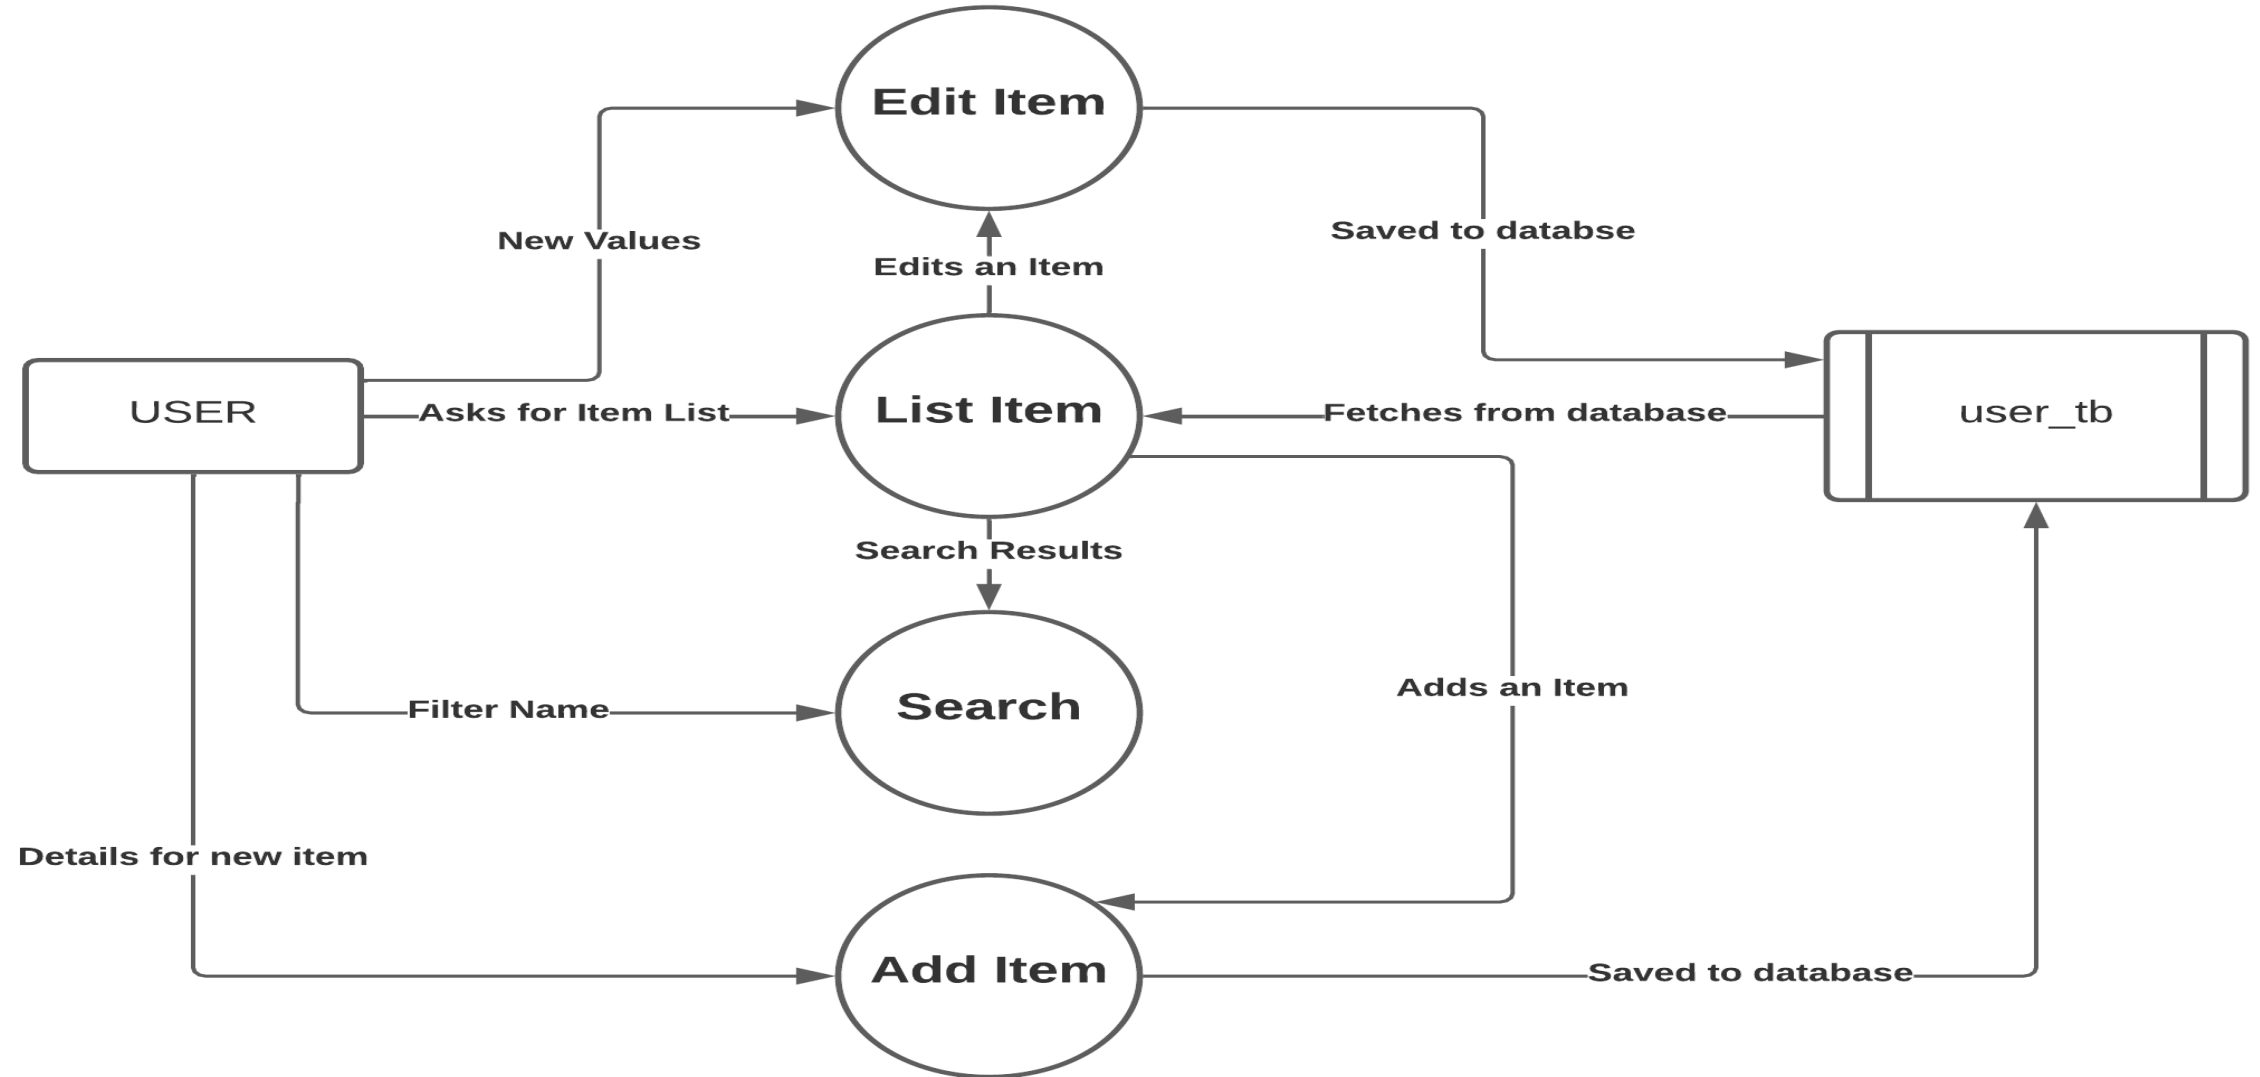 Edit Item
New Values
Saved to databse
Edits an Item
USER
Asks for Item List
List Item
Fetches from database
user_tb
Search Results
Filter Name
Search
Adds an Item
Details for new item
Add Item
Saved to database